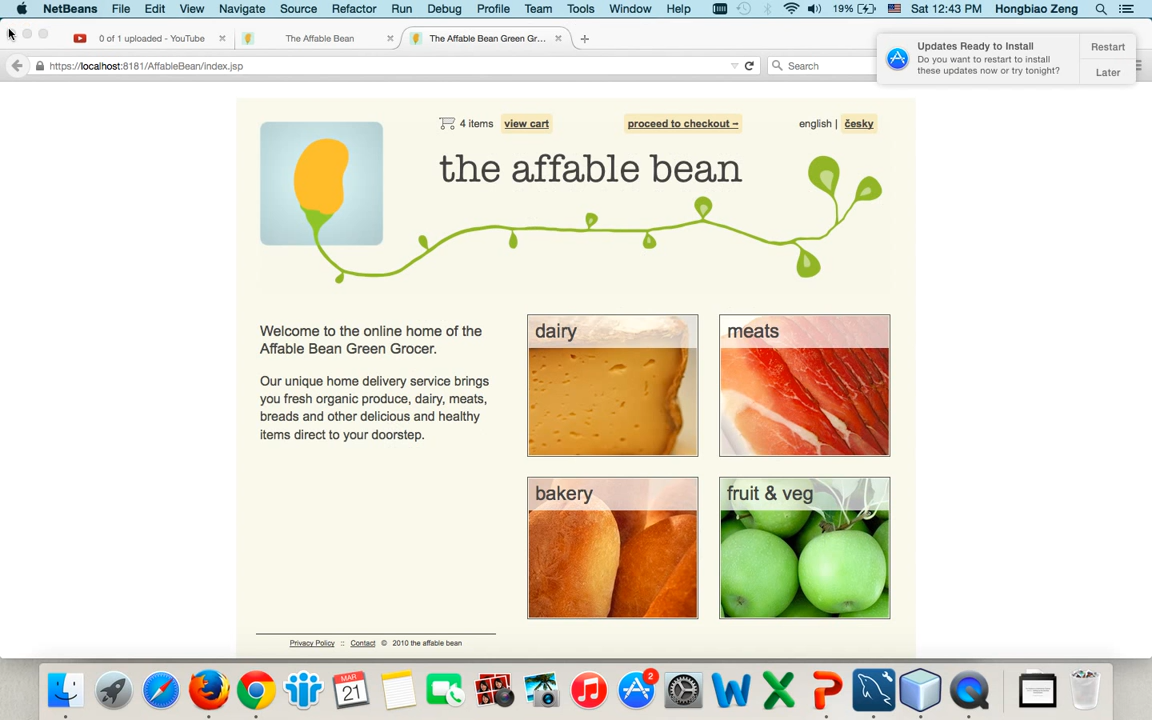 NetBeans File Edit View Navigate Source Refactor Run Debug Profile Team Tools Window Help 19% Sat 12:43 PM Hongbiao Zeng
0 of 1 uploaded - YouTube The Affable Bean The Affable Bean Green Gr...
https://localhost:8181/AffableBean/index.jsp Search
Updates Ready to Install
Do you want to restart to install
these updates now or try tonight?
Restart
Later
4 items view cart proceed to checkout english | česky
the affable bean
Welcome to the online home of the
Affable Bean Green Grocer.
Our unique home delivery service brings
you fresh organic produce, dairy, meats,
breads and other delicious and healthy
items direct to your doorstep.
dairy meats
bakery fruit & veg
Privacy Policy :: Contact © 2010 the affable bean
MAR
21
2